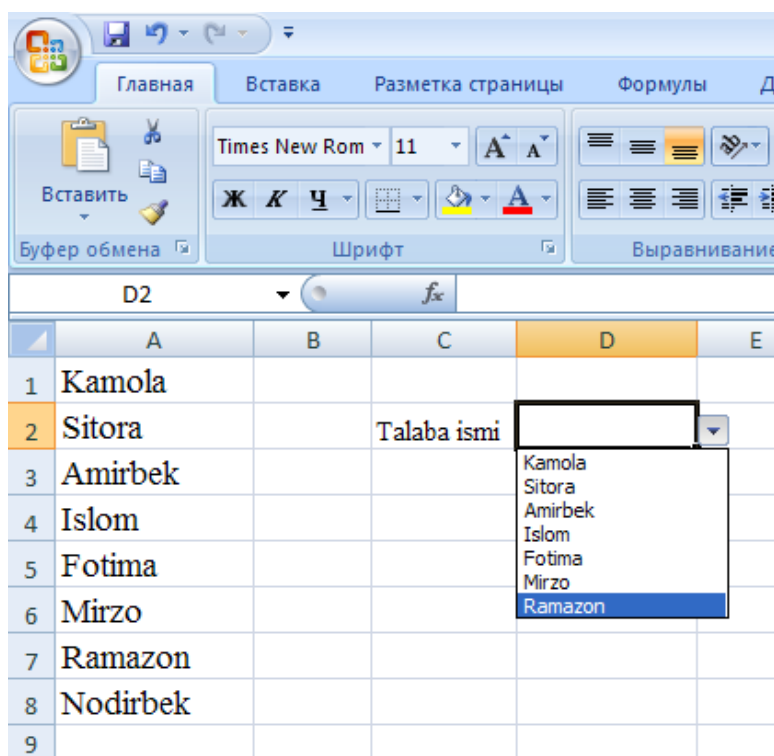 Главная Вставка Разметка страницы Формулы Д
Times New Rom 11 A A
Вставить
Ж К Ч A
Буфер обмена Шрифт Выравнивание
D2 fx
A B C D E
1 Kamola
2 Sitora Talaba ismi
Kamola
Sitora
Amirbek
Islom
Fotima
Mirzo
Ramazon
3 Amirbek
4 Islom
5 Fotima
6 Mirzo
7 Ramazon
8 Nodirbek
9